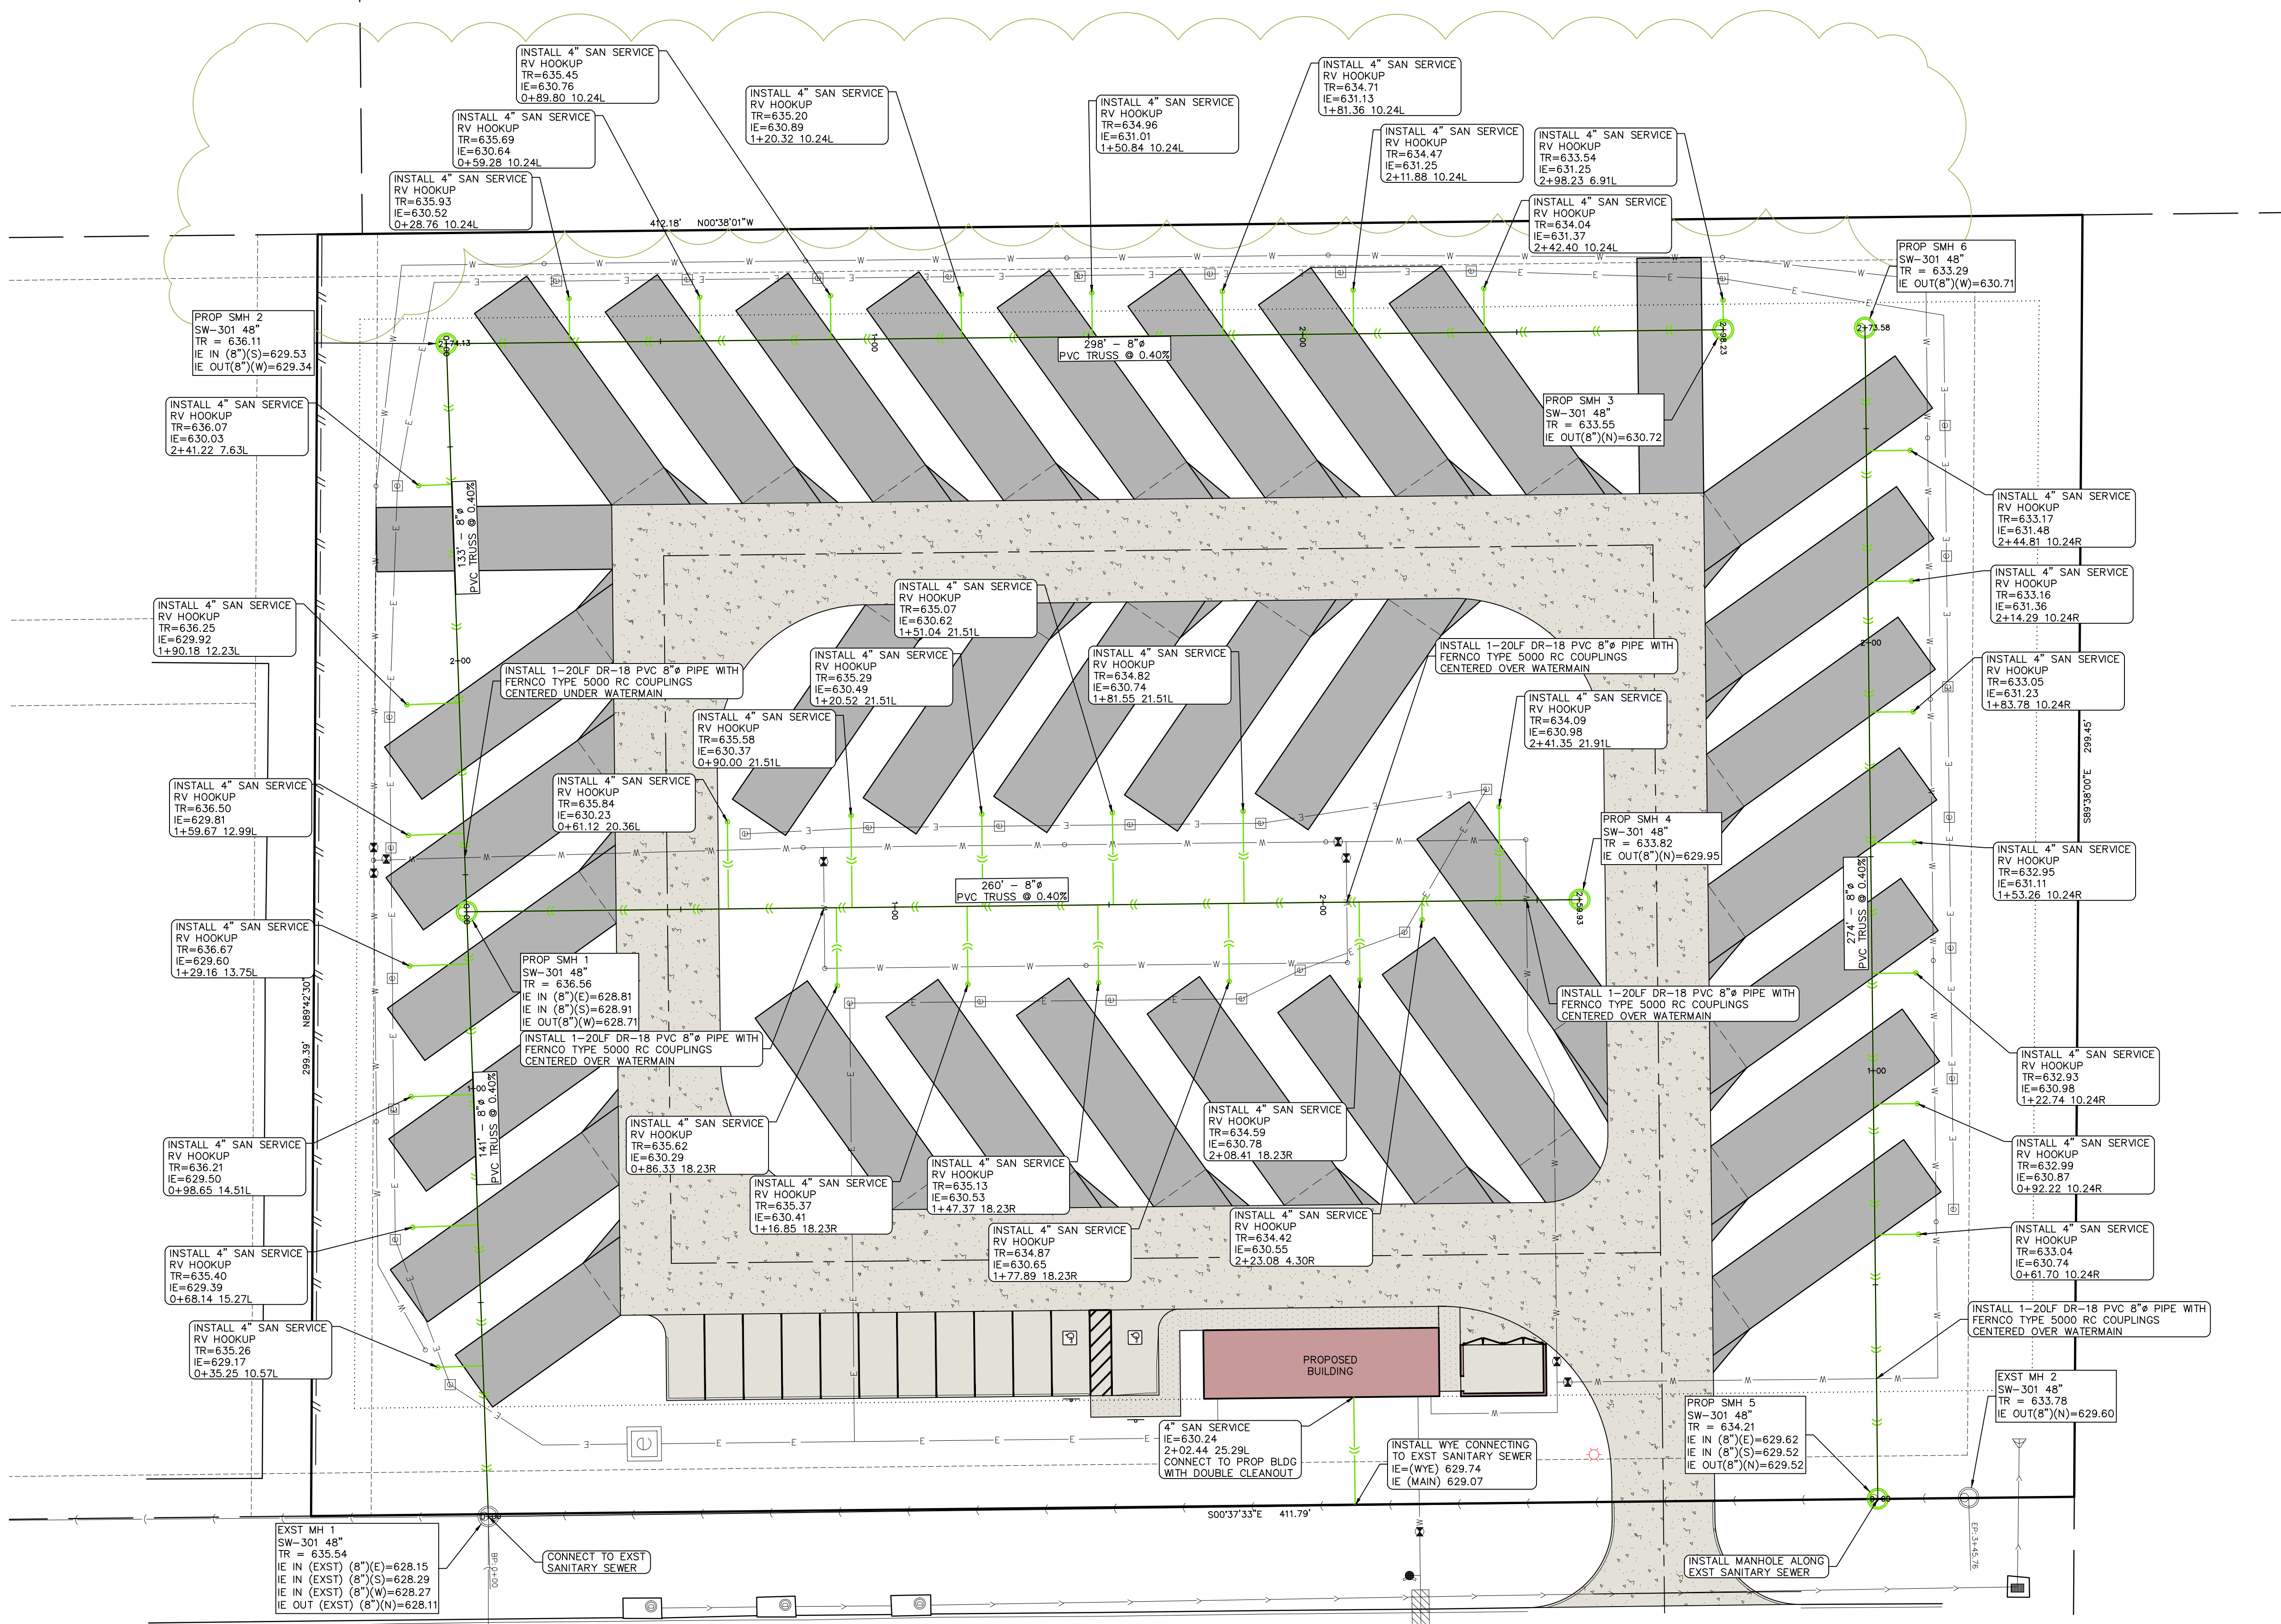 INSTALL 4" SAN SERVICE
RV HOOKUP
TR=635.45
IE=630.76
0+89.80 10.24L
INSTALL 4" SAN SERVICE
RV HOOKUP
TR=635.69
IE=630.64
0+59.28 10.24L
INSTALL 4" SAN SERVICE
RV HOOKUP
TR=635.93
IE=630.52
0+28.76 10.24L
INSTALL 4" SAN SERVICE
RV HOOKUP
TR=635.20
IE=630.89
1+20.32 10.24L
INSTALL 4" SAN SERVICE
RV HOOKUP
TR=634.96
IE=631.01
1+50.84 10.24L
INSTALL 4" SAN SERVICE
RV HOOKUP
TR=634.71
IE=631.13
1+81.36 10.24L
INSTALL 4" SAN SERVICE
RV HOOKUP
TR=634.47
IE=631.25
2+11.88 10.24L
INSTALL 4" SAN SERVICE
RV HOOKUP
TR=633.54
IE=631.25
2+98.23 6.91L
INSTALL 4" SAN SERVICE
RV HOOKUP
TR=634.04
IE=631.37
2+42.40 10.24L
412.18' N00°38'01"W
PROP SMH 6
SW-301 48"
TR = 633.29
IE OUT(8")(W)=630.71
PROP SMH 2
SW-301 48"
TR = 636.11
IE IN (8")(S)=629.53
IE OUT(8")(W)=629.34
2+74.13
0+00
1+00
2+00
298' - 8"ø
PVC TRUSS @ 0.40%
2+98.23
2+73.58
PROP SMH 3
SW-301 48"
TR = 633.55
IE OUT(8")(N)=630.72
INSTALL 4" SAN SERVICE
RV HOOKUP
TR=636.07
IE=630.03
2+41.22 7.63L
133' - 8"ø
PVC TRUSS @ 0.40%
INSTALL 4" SAN SERVICE
RV HOOKUP
TR=633.17
IE=631.48
2+44.81 10.24R
INSTALL 4" SAN SERVICE
RV HOOKUP
TR=633.16
IE=631.36
2+14.29 10.24R
INSTALL 4" SAN SERVICE
RV HOOKUP
TR=636.25
IE=629.92
1+90.18 12.23L
2+00
INSTALL 1-20LF DR-18 PVC 8"ø PIPE WITH
FERNCO TYPE 5000 RC COUPLINGS
CENTERED UNDER WATERMAIN
INSTALL 4" SAN SERVICE
RV HOOKUP
TR=635.07
IE=630.62
1+51.04 21.51L
INSTALL 4" SAN SERVICE
RV HOOKUP
TR=635.29
IE=630.49
1+20.52 21.51L
INSTALL 4" SAN SERVICE
RV HOOKUP
TR=634.82
IE=630.74
1+81.55 21.51L
INSTALL 1-20LF DR-18 PVC 8"ø PIPE WITH
FERNCO TYPE 5000 RC COUPLINGS
CENTERED OVER WATERMAIN
2+00
INSTALL 4" SAN SERVICE
RV HOOKUP
TR=633.05
IE=631.23
1+83.78 10.24R
S89°38'00"E 299.45'
INSTALL 4" SAN SERVICE
RV HOOKUP
TR=635.58
IE=630.37
0+90.00 21.51L
INSTALL 4" SAN SERVICE
RV HOOKUP
TR=634.09
IE=630.98
2+41.35 21.91L
INSTALL 4" SAN SERVICE
RV HOOKUP
TR=635.84
IE=630.23
0+61.12 20.36L
INSTALL 4" SAN SERVICE
RV HOOKUP
TR=636.50
IE=629.81
1+59.67 12.99L
PROP SMH 4
SW-301 48"
TR = 633.82
IE OUT(8")(N)=629.95
INSTALL 4" SAN SERVICE
RV HOOKUP
TR=632.95
IE=631.11
1+53.26 10.24R
274' - 8"ø
PVC TRUSS @ 0.40%
0+00
1+00
260' - 8"ø
PVC TRUSS @ 0.40%
2+00
2+59.93
INSTALL 4" SAN SERVICE
RV HOOKUP
TR=636.67
IE=629.60
1+29.16 13.75L
299.39' N89°42'30"
PROP SMH 1
SW-301 48"
TR = 636.56
IE IN (8")(E)=628.81
IE IN (8")(S)=628.91
IE OUT(8")(W)=628.71
INSTALL 1-20LF DR-18 PVC 8"ø PIPE WITH
FERNCO TYPE 5000 RC COUPLINGS
CENTERED OVER WATERMAIN
INSTALL 1-20LF DR-18 PVC 8"ø PIPE WITH
FERNCO TYPE 5000 RC COUPLINGS
CENTERED OVER WATERMAIN
INSTALL 4" SAN SERVICE
RV HOOKUP
TR=632.93
IE=630.98
1+22.74 10.24R
1+00
1+00
141' - 8"ø
PVC TRUSS @ 0.40%
INSTALL 4" SAN SERVICE
RV HOOKUP
TR=636.21
IE=629.50
0+98.65 14.51L
INSTALL 4" SAN SERVICE
RV HOOKUP
TR=635.62
IE=630.29
0+86.33 18.23R
INSTALL 4" SAN SERVICE
RV HOOKUP
TR=635.37
IE=630.41
1+16.85 18.23R
INSTALL 4" SAN SERVICE
RV HOOKUP
TR=635.13
IE=630.53
1+47.37 18.23R
INSTALL 4" SAN SERVICE
RV HOOKUP
TR=634.59
IE=630.78
2+08.41 18.23R
INSTALL 4" SAN SERVICE
RV HOOKUP
TR=634.87
IE=630.65
1+77.89 18.23R
INSTALL 4" SAN SERVICE
RV HOOKUP
TR=634.42
IE=630.55
2+23.08 4.30R
INSTALL 4" SAN SERVICE
RV HOOKUP
TR=632.99
IE=630.87
0+92.22 10.24R
INSTALL 4" SAN SERVICE
RV HOOKUP
TR=633.04
IE=630.74
0+61.70 10.24R
INSTALL 4" SAN SERVICE
RV HOOKUP
TR=635.40
IE=629.39
0+68.14 15.27L
INSTALL 4" SAN SERVICE
RV HOOKUP
TR=635.26
IE=629.17
0+35.25 10.57L
INSTALL 1-20LF DR-18 PVC 8"ø PIPE WITH
FERNCO TYPE 5000 RC COUPLINGS
CENTERED OVER WATERMAIN
PROPOSED
BUILDING
EXST MH 2
SW-301 48"
TR = 633.78
IE OUT(8")(N)=629.60
PROP SMH 5
SW-301 48"
TR = 634.21
IE IN (8")(E)=629.62
IE IN (8")(S)=629.52
IE OUT(8")(N)=629.52
4" SAN SERVICE
IE=630.24
2+02.44 25.29L
CONNECT TO PROP BLDG
WITH DOUBLE CLEANOUT
INSTALL WYE CONNECTING
TO EXST SANITARY SEWER
IE=(WYE) 629.74
IE (MAIN) 629.07
S00°37'33"E 411.79'
EXST MH 1
SW-301 48"
TR = 635.54
IE IN (EXST) (8")(E)=628.15
IE IN (EXST) (8")(S)=628.29
IE IN (EXST) (8")(W)=628.27
IE OUT (EXST) (8")(N)=628.11
CONNECT TO EXST
SANITARY SEWER
BP: 0+00
INSTALL MANHOLE ALONG
EXST SANITARY SEWER
EP: 3+45.76